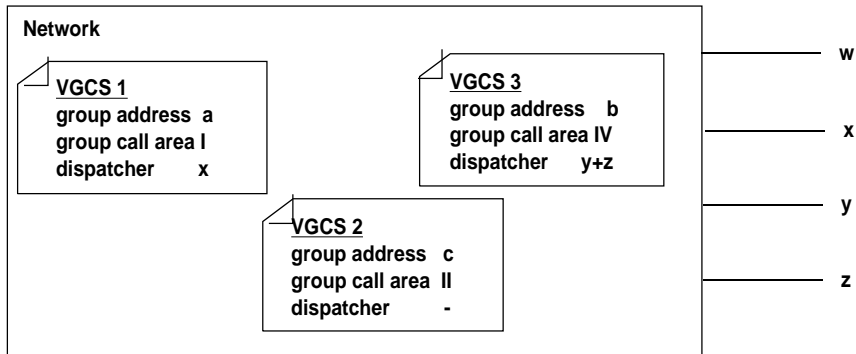 Network
VGCS 1
group address a
group call area I
dispatcher x
VGCS 3
group address b
group call area IV
dispatcher y+z
VGCS 2
group address c
group call area II
dispatcher -
w
x
y
z